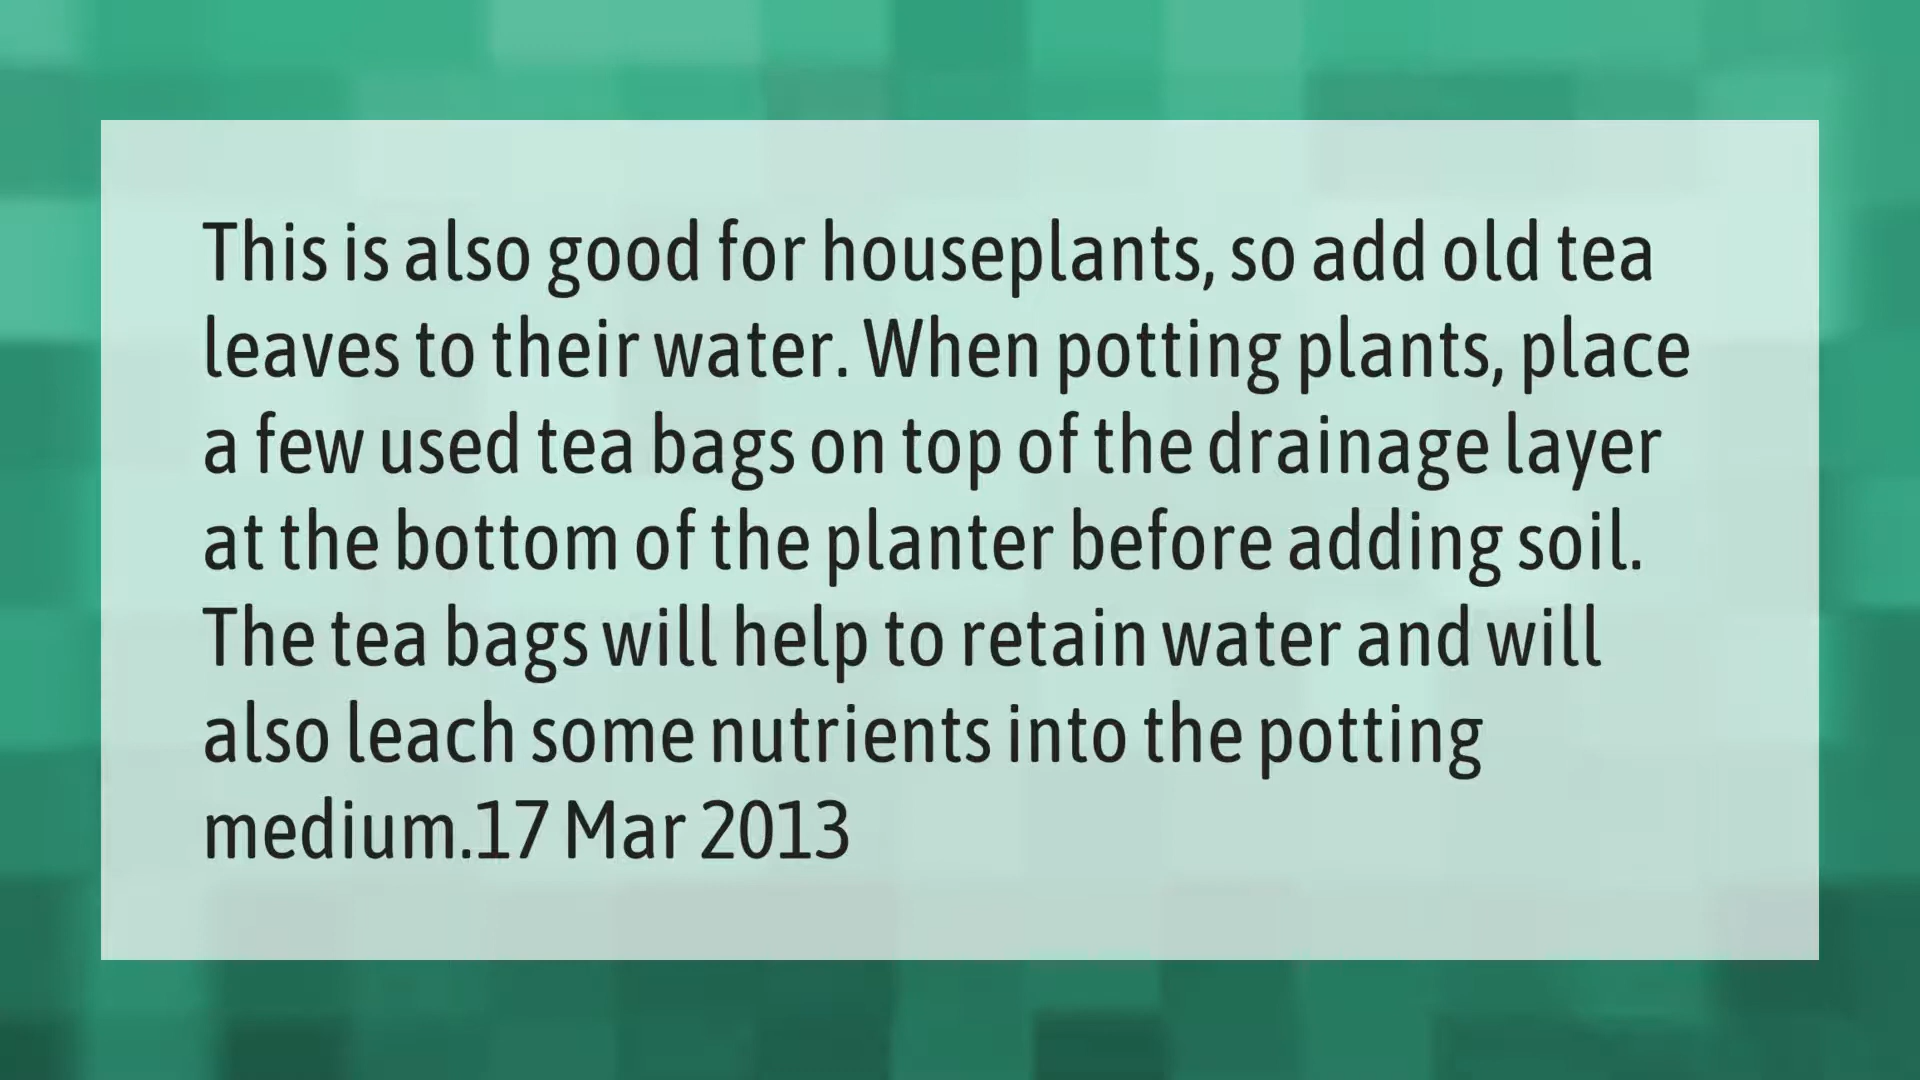 This is also good for houseplants, so add old tea
leaves to their water. When potting plants, place
a few used tea bags on top of the drainage layer
at the bottom of the planter before adding soil.
The tea bags will help to retain water and will
also leach some nutrients into the potting
medium.17 Mar 2013